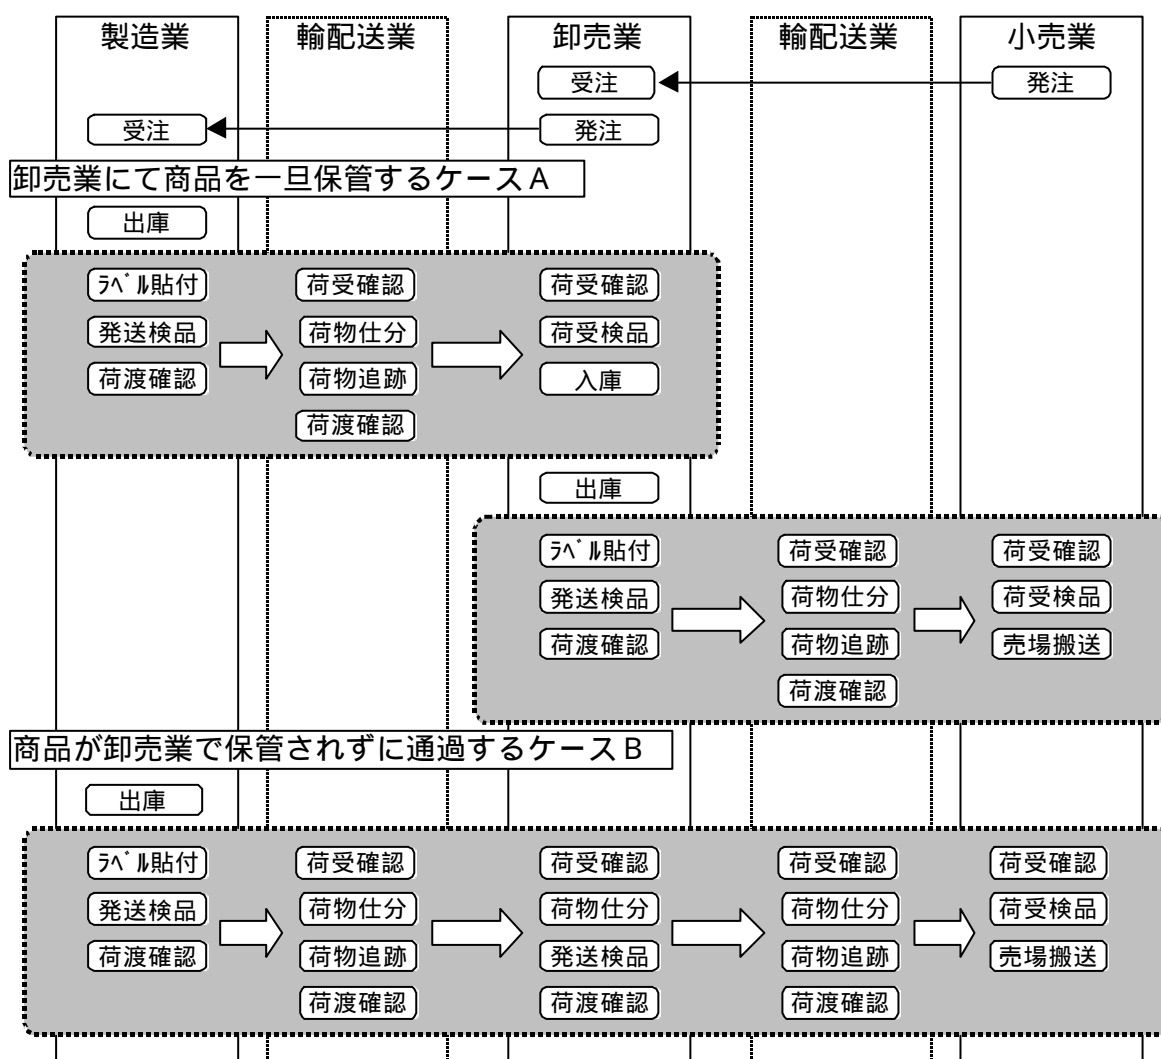 製造業 輸配送業 卸売業 輸配送業 小売業
受注 発注
受注 発注
卸売業にて商品を一旦保管するケースA
出庫
ﾗﾍﾞﾙ貼付 荷受確認 荷受確認
発送検品 荷物仕分 荷受検品
荷渡確認 荷物追跡 入庫
荷渡確認
出庫
ﾗﾍﾞﾙ貼付 荷受確認 荷受確認
発送検品 荷物仕分 荷受検品
荷渡確認 荷物追跡 売場搬送
荷渡確認
商品が卸売業で保管されずに通過するケースB
出庫
ﾗﾍﾞﾙ貼付 荷受確認 荷受確認 荷受確認 荷受確認
発送検品 荷物仕分 荷物仕分 荷物仕分 荷受検品
荷渡確認 荷物追跡 発送検品 荷物追跡 売場搬送
荷渡確認 荷渡確認 荷渡確認